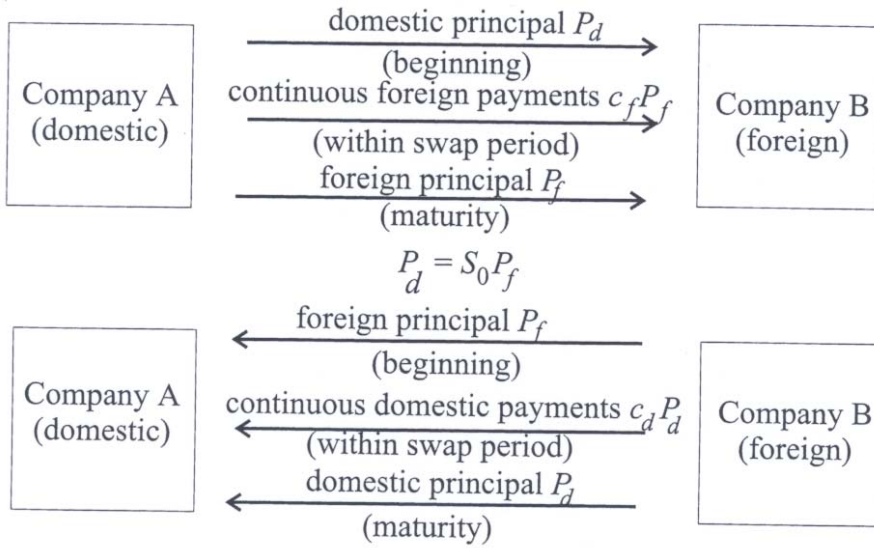 domestic principal P_d
(beginning)
Company A
(domestic)
continuous foreign payments c_f P_f
(within swap period)
Company B
(foreign)
foreign principal P_f
(maturity)
P_d = S_0 P_f
foreign principal P_f
(beginning)
Company A
(domestic)
continuous domestic payments c_d P_d
(within swap period)
Company B
(foreign)
domestic principal P_d
(maturity)